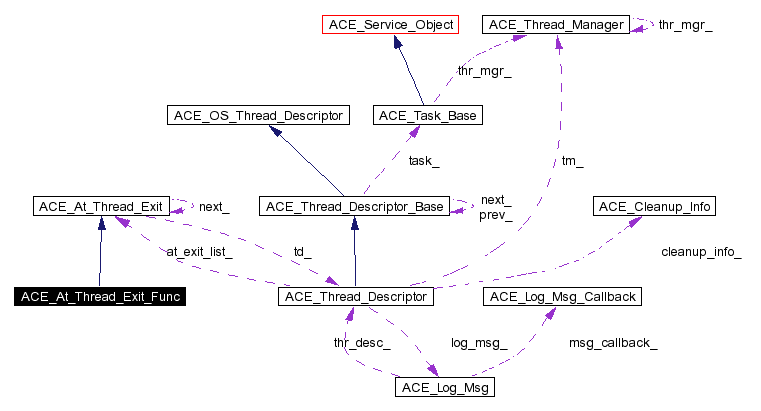 ACE_Service_Object
ACE_Thread_Manager
thr_mgr_
thr_mgr_
ACE_OS_Thread_Descriptor
ACE_Task_Base
task_
tm_
ACE_At_Thread_Exit
next_
ACE_Thread_Descriptor_Base
next_
prev_
ACE_Cleanup_Info
at_exit_list_
td_
cleanup_info_
ACE_At_Thread_Exit_Func
ACE_Thread_Descriptor
ACE_Log_Msg_Callback
thr_desc_
log_msg_
msg_callback_
ACE_Log_Msg